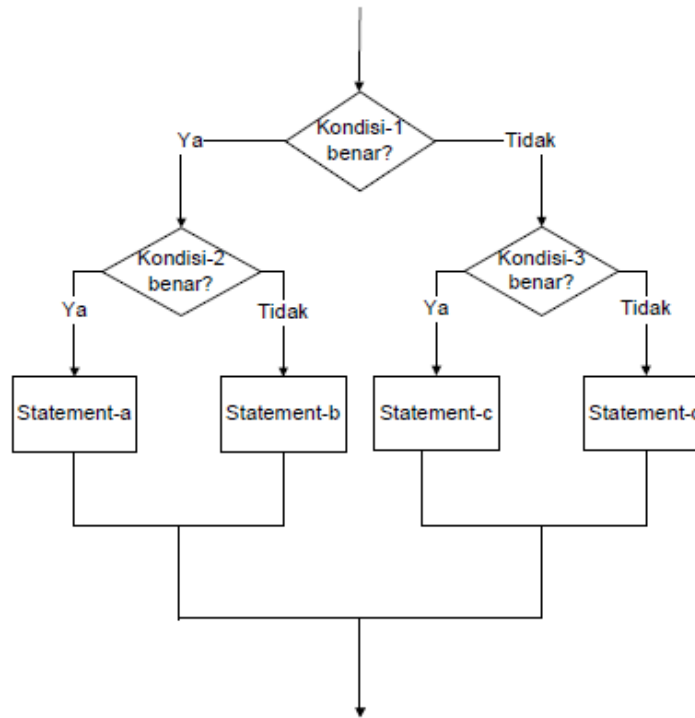 Kondisi-1
benar?
Ya
Tidak
Kondisi-2
benar?
Kondisi-3
benar?
Ya
Tidak
Ya
Tidak
Statement-a
Statement-b
Statement-c